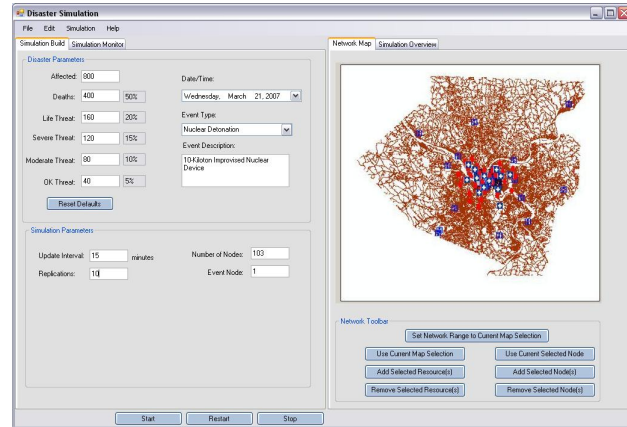 Disaster Simulation
File Edit Simulation Help
Simulation Build Simulation Monitor
Disaster Parameters
Affected: 800
Deaths: 400 50%
Life Threat: 160 20%
Severe Threat: 120 15%
Moderate Threat: 80 10%
OK Threat: 40 5%
Reset Defaults
Date/Time:
Wednesday, March 21, 2007
Event Type:
Nuclear Detonation
Event Description:
10-Kiloton Improvised Nuclear
Device
Simulation Parameters
Update Interval: 15 minutes
Replications: 10
Number of Nodes: 103
Event Node: 1
Network Map Simulation Overview
Network Toolbar
Set Network Range to Current Map Selection
Use Current Map Selection Use Current Selected Node
Add Selected Resource(s) Add Selected Node(s)
Remove Selected Resource(s) Remove Selected Node(s)
Start Restart Stop